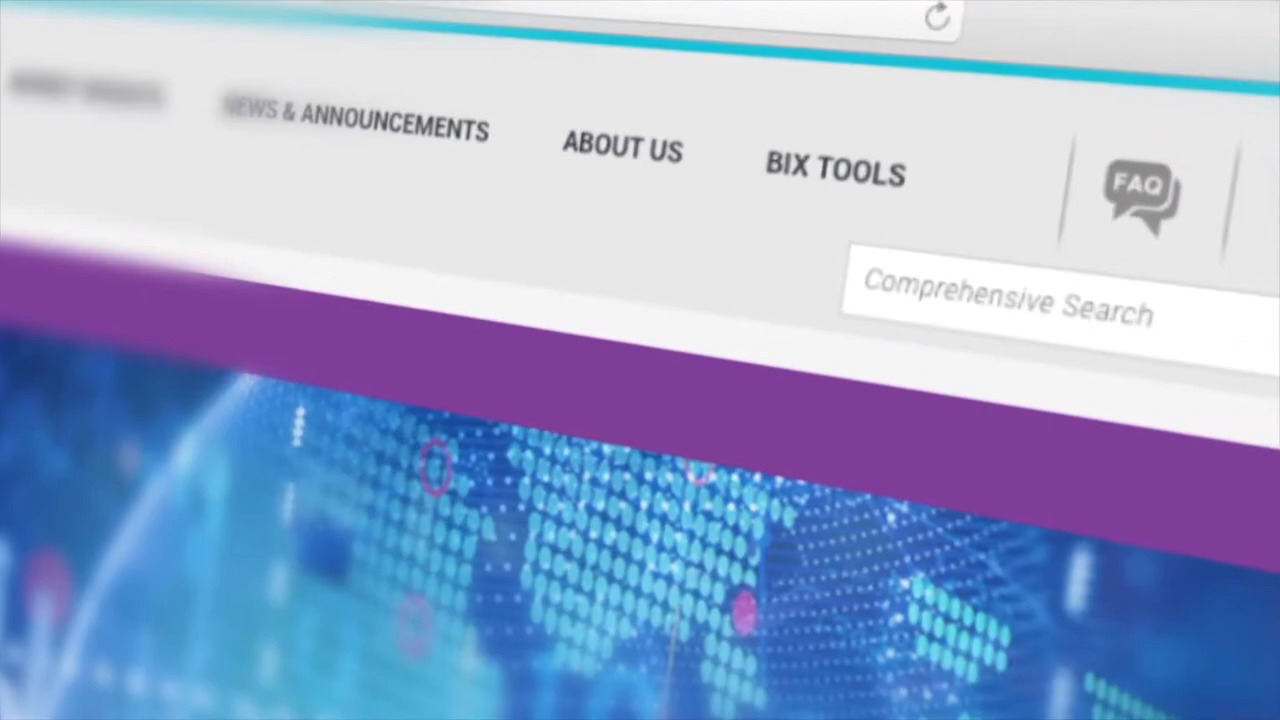 NEWS & ANNOUNCEMENTS
ABOUT US
BIX TOOLS
FAQ
Comprehensive Search